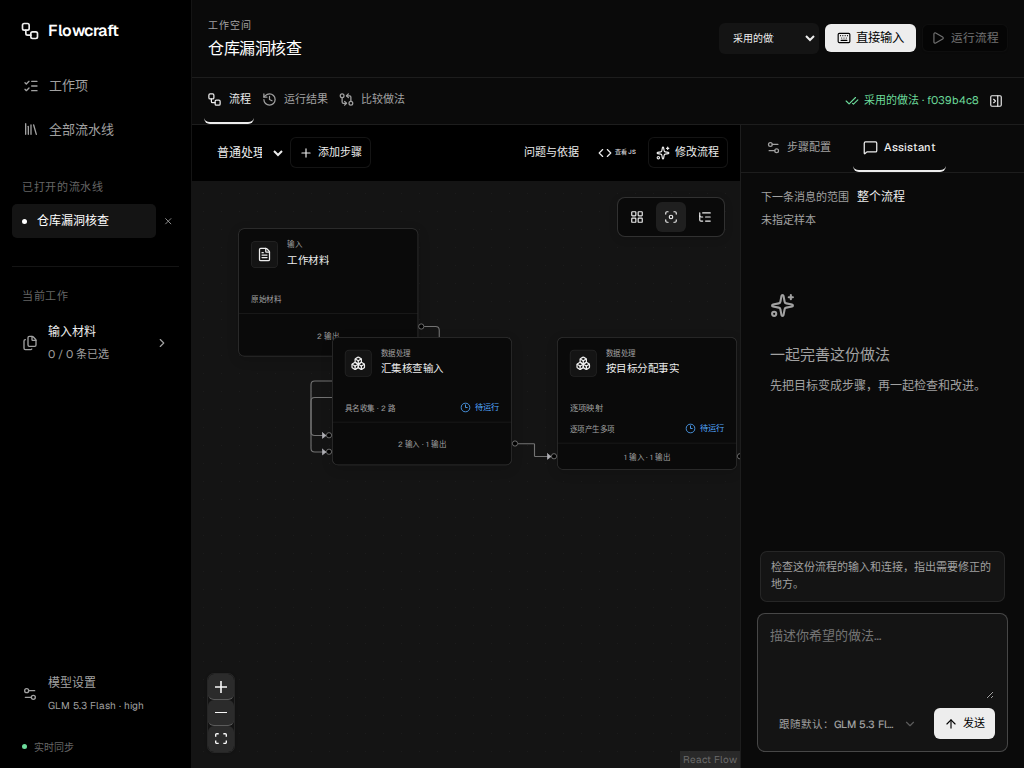 Flowcraft
工作项
全部流水线
已打开的流水线
仓库漏洞核查
当前工作
输入材料
0 / 0 条已选
模型设置
GLM 5.3 Flash · high
实时同步
工作空间
仓库漏洞核查
采用的做
直接输入
运行流程
流程
运行结果
比较做法
采用的做法 · f039b4c8
普通处理
添加步骤
问题与依据
查看 JS
修改流程
输入
工作材料
原始材料
2 输出
数据处理
汇集核查输入
具名收集 · 2 路
待运行
2 输入 · 1 输出
数据处理
按目标分配事实
逐项映射
逐项产生多项
待运行
1 输入 · 1 输出
React Flow
步骤配置
Assistant
下一条消息的范围 整个流程
未指定样本
一起完善这份做法
先把目标变成步骤，再一起检查和改进。
检查这份流程的输入和连接，指出需要修正的
地方。
描述你希望的做法…
跟随默认：GLM 5.3 Fl...
发送